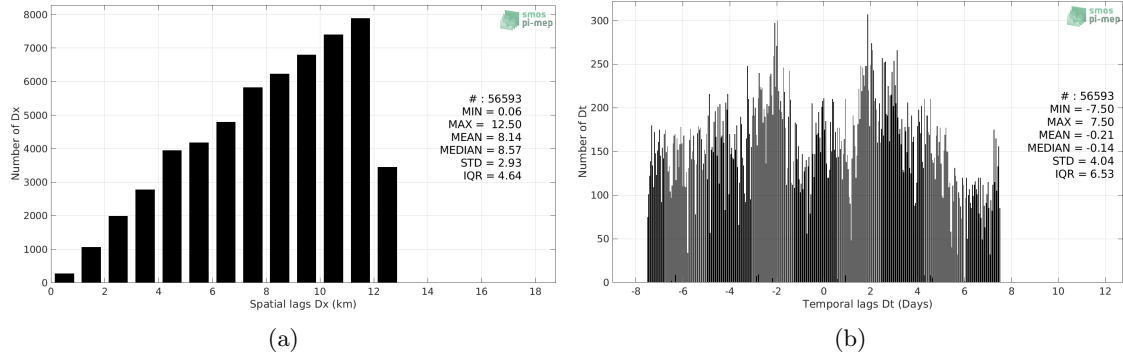 smos
pi-mep
8000
7000
6000
5000
4000
3000
2000
1000
0
Number of Dx
# : 56593
MIN = 0.06
MAX = 12.50
MEAN = 8.14
MEDIAN = 8.57
STD = 2.93
IQR = 4.64
0 2 4 6 8 10 12 14 16 18
Spatial lags Dx (km)
(a)
smos
pi-mep
300
250
200
150
100
50
0
Number of Dt
# : 56593
MIN = -7.50
MAX = 7.50
MEAN = -0.21
MEDIAN = -0.14
STD = 4.04
IQR = 6.53
-8 -6 -4 -2 0 2 4 6 8 10 12
Temporal lags Dt (Days)
(b)